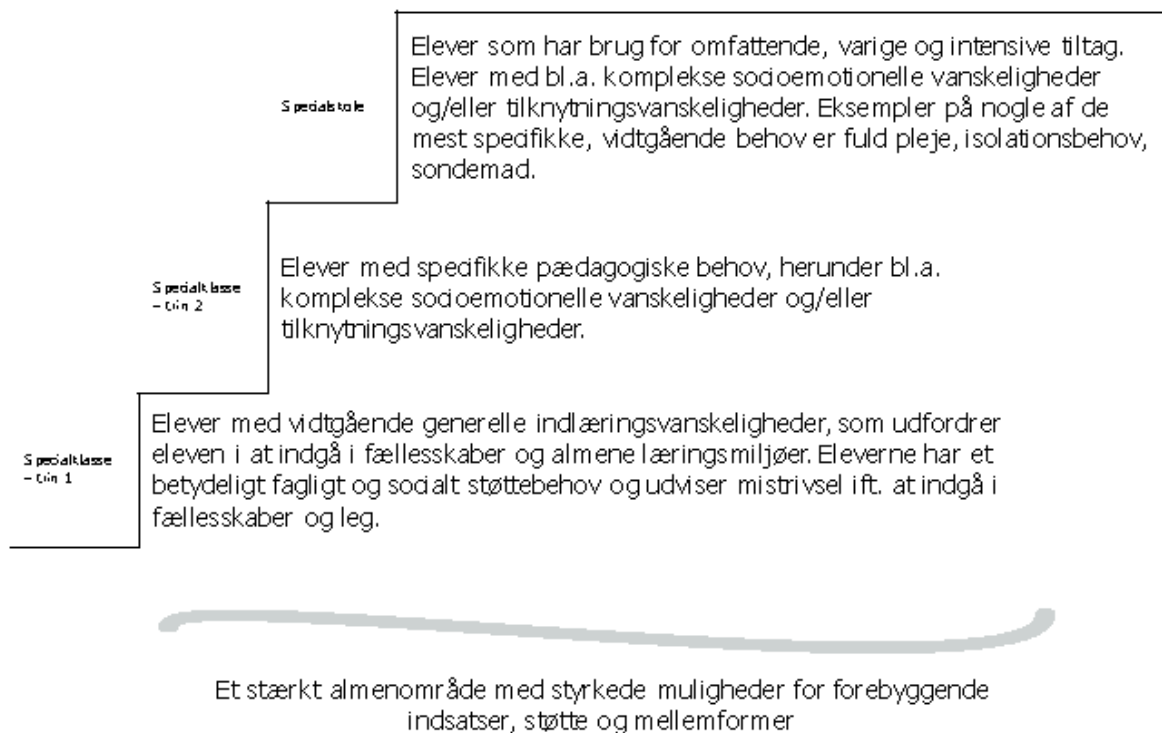 Elever som har brug for omfattende, varige og intensive tiltag.
Elever med bl.a. komplekse socioemotionelle vanskeligheder
og/eller tilknytningsvanskeligheder. Eksempler på nogle af de
mest specifikke, vidtgående behov er fuld pleje, isolationsbehov,
sondemad.
Specialskole
Elever med specifikke pædagogiske behov, herunder bl.a.
komplekse socioemotionelle vanskeligheder og/eller
tilknytningsvanskeligheder.
Specialklasse
– trin 2
Elever med vidtgående generelle indlæringsvanskeligheder, som udfordrer
eleven i at indgå i fællesskaber og almene læringsmiljøer. Eleverne har et
betydeligt fagligt og socialt støttebehov og udviser mistrivsel ift. at indgå i
fællesskaber og leg.
Specialklasse
– trin 1
Et stærkt almenområde med styrkede muligheder for forebyggende
indsatser, støtte og mellemformer